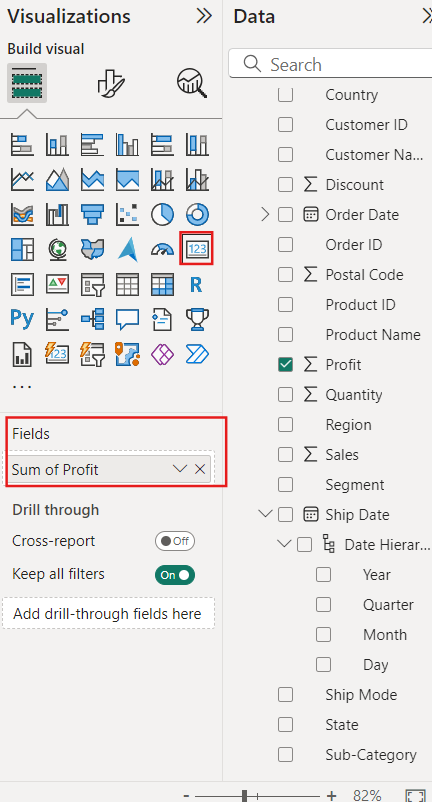 Visualizations
Build visual
123
R
Py
123
...
Fields
Sum of Profit
Drill through
Cross-report
Off
Keep all filters
On
Add drill-through fields here
Data
Search
Country
Customer ID
Customer Na...
Σ Discount
Order Date
Order ID
Σ Postal Code
Product ID
Product Name
Σ Profit
Σ Quantity
Region
Σ Sales
Segment
Ship Date
Date Hierar...
Year
Quarter
Month
Day
Ship Mode
State
Sub-Category
- + 82%